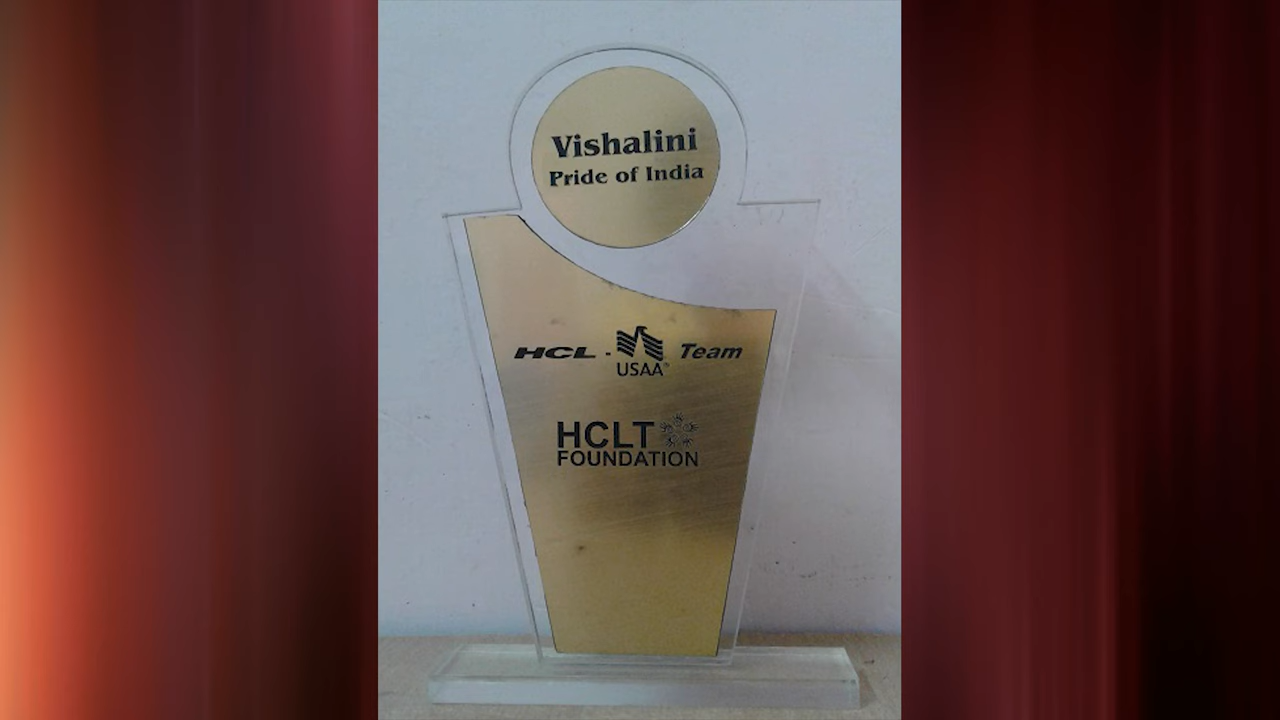 Vishalini
Pride of India
HCL - USAA® Team
HCLT
FOUNDATION